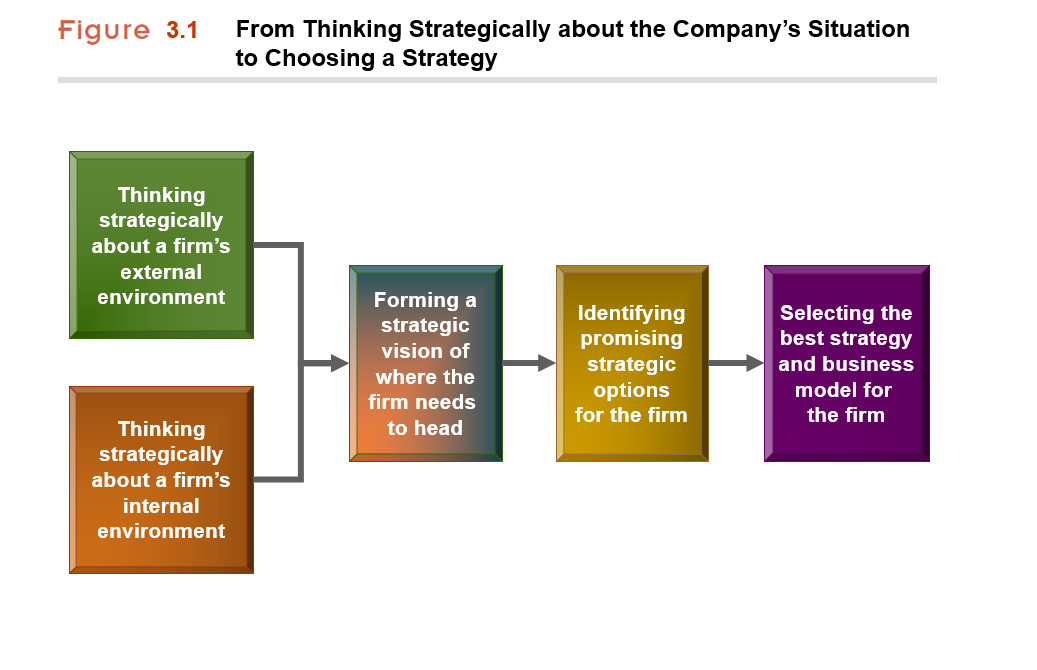 Figure 3.1
From Thinking Strategically about the Company’s Situation
to Choosing a Strategy
Thinking
strategically
about a firm’s
external
environment
Thinking
strategically
about a firm’s
internal
environment
Forming a
strategic
vision of
where the
firm needs
to head
Identifying
promising
strategic
options
for the firm
Selecting the
best strategy
and business
model for
the firm